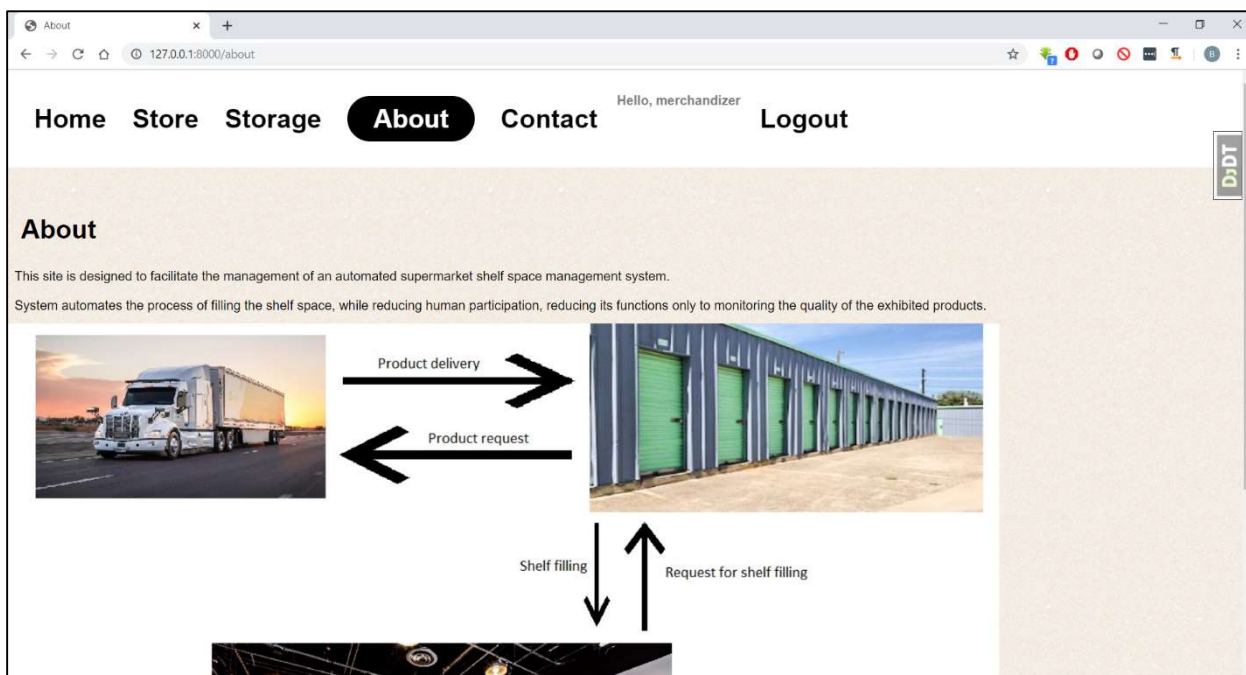 About
127.0.0.1:8000/about
B
Home Store Storage About Contact Hello, merchandizer Logout
DjDT
About
This site is designed to facilitate the management of an automated supermarket shelf space management system.
System automates the process of filling the shelf space, while reducing human participation, reducing its functions only to monitoring the quality of the exhibited products.
Product delivery
Product request
Shelf filling
Request for shelf filling